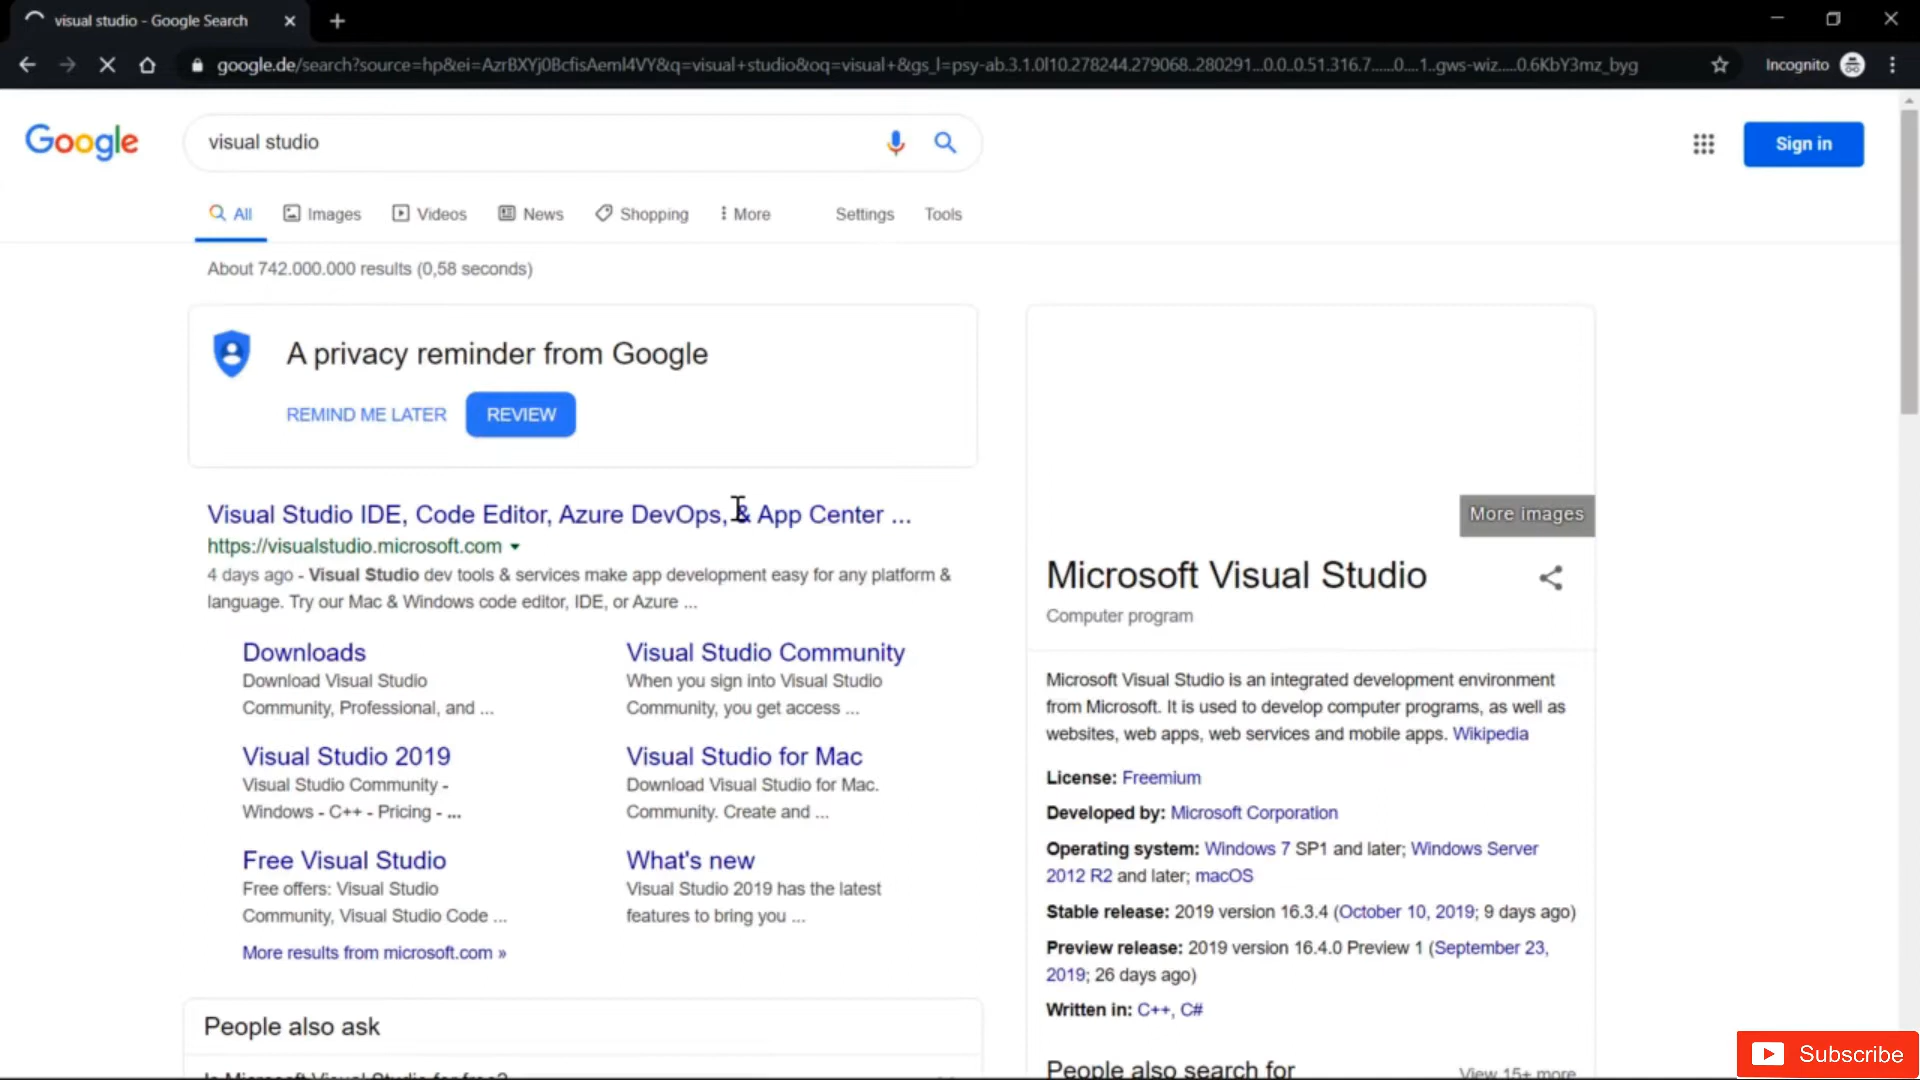 visual studio - Google Search
google.de/search?source=hp&ei=AzrBXYj0BcfisAeml4VY&q=visual+studio&oq=visual+&gs_l=psy-ab.3.1.0l10.278244.279068..280291...0.0..0.51.316.7......0....1..gws-wiz.....0.6KbY3mz_byg
Incognito
Google
visual studio
Sign in
All Images Videos News Shopping More Settings Tools
About 742.000.000 results (0,58 seconds)
A privacy reminder from Google
REMIND ME LATER REVIEW
Visual Studio IDE, Code Editor, Azure DevOps, & App Center ...
https://visualstudio.microsoft.com
4 days ago - Visual Studio dev tools & services make app development easy for any platform &
language. Try our Mac & Windows code editor, IDE, or Azure ...
Downloads
Download Visual Studio
Community, Professional, and ...
Visual Studio Community
When you sign into Visual Studio
Community, you get access ...
Visual Studio 2019
Visual Studio Community -
Windows - C++ - Pricing - ...
Visual Studio for Mac
Download Visual Studio for Mac.
Community. Create and ...
Free Visual Studio
Free offers: Visual Studio
Community, Visual Studio Code ...
What's new
Visual Studio 2019 has the latest
features to bring you ...
More results from microsoft.com »
People also ask
Is Microsoft Visual Studio for free?
More images
Microsoft Visual Studio
Computer program
Microsoft Visual Studio is an integrated development environment
from Microsoft. It is used to develop computer programs, as well as
websites, web apps, web services and mobile apps. Wikipedia
License: Freemium
Developed by: Microsoft Corporation
Operating system: Windows 7 SP1 and later; Windows Server
2012 R2 and later; macOS
Stable release: 2019 version 16.3.4 (October 10, 2019; 9 days ago)
Preview release: 2019 version 16.4.0 Preview 1 (September 23,
2019; 26 days ago)
Written in: C++, C#
People also search for
View 15+ more
Subscribe